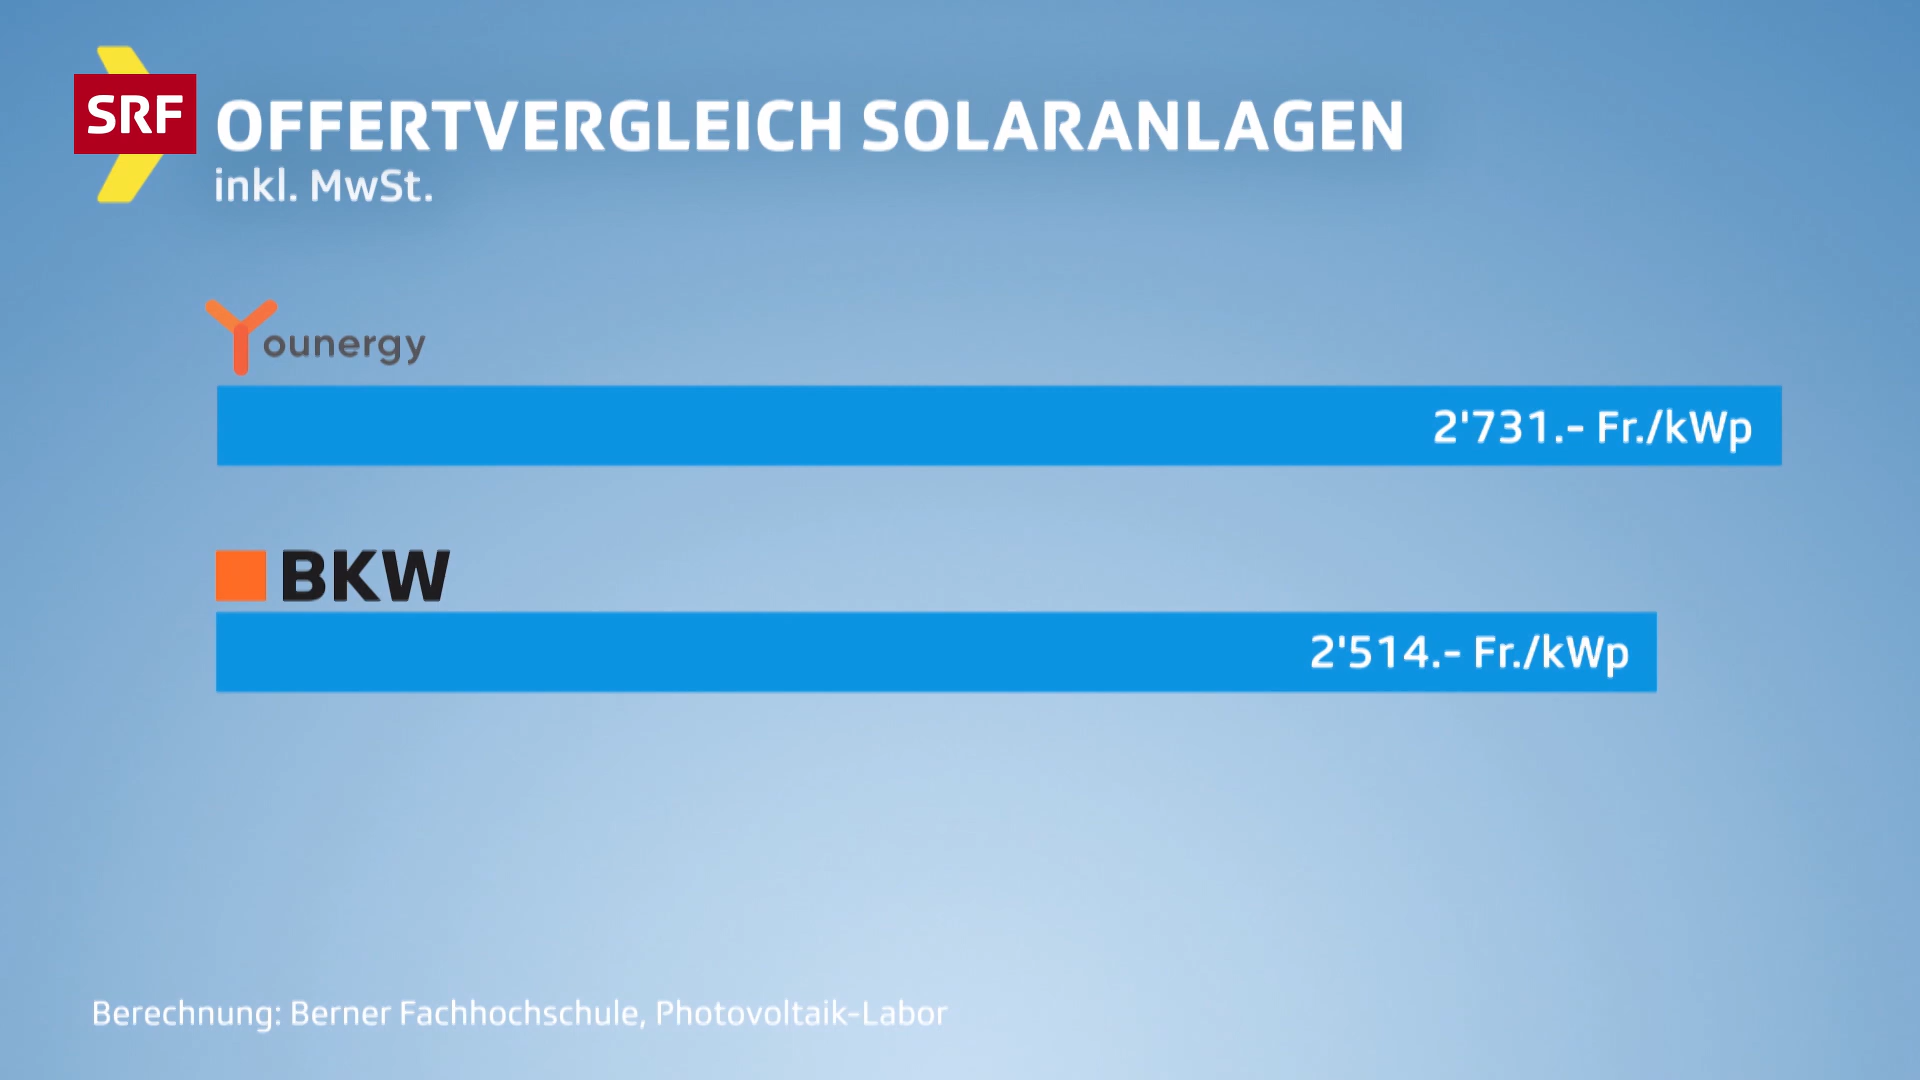 SRF
OFFERTVERGLEICH SOLARANLAGEN
inkl. MwSt.
Younergy
2'731.- Fr./kWp
BKW
2'514.- Fr./kWp
Berechnung: Berner Fachhochschule, Photovoltaik-Labor